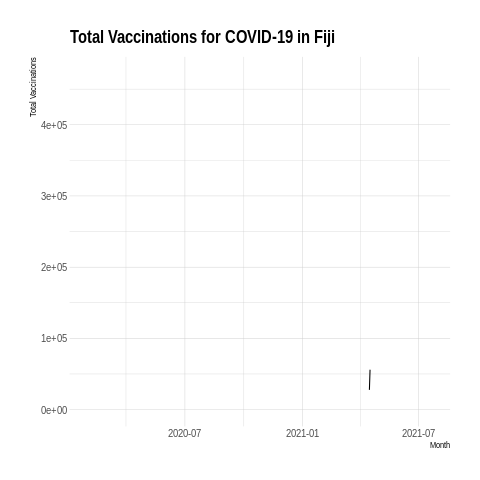 Total Vaccinations for COVID-19 in Fiji
Total Vaccinations
4e+05
3e+05
2e+05
1e+05
0e+00
2020-07
2021-01
2021-07
Month